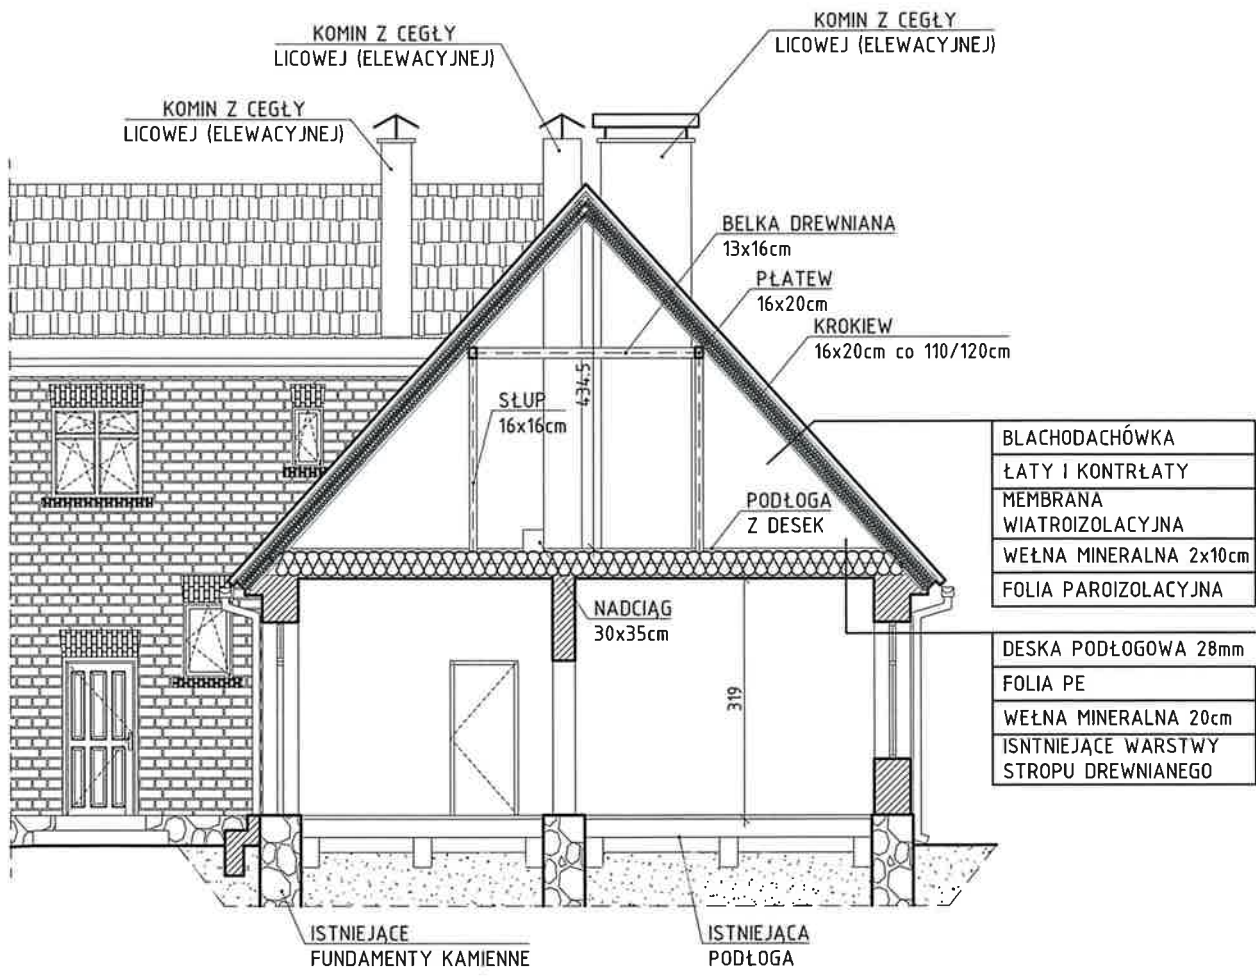 KOMIN Z CEGŁY
LICOWEJ (ELEWACYJNEJ)
KOMIN Z CEGŁY
LICOWEJ (ELEWACYJNEJ)
KOMIN Z CEGŁY
LICOWEJ (ELEWACYJNEJ)
BELKA DREWNIANA
13x16cm
PŁATEW
16x20cm
KROKIEW
16x20cm co 110/120cm
434.5
SŁUP
16x16cm
BLACHODACHÓWKA
ŁATY I KONTRŁATY
MEMBRANA
WIATROIZOLACYJNA
WEŁNA MINERALNA 2x10cm
FOLIA PAROIZOLACYJNA
PODŁOGA
Z DESEK
NADCIĄG
30x35cm
DESKA PODŁOGOWA 28mm
FOLIA PE
WEŁNA MINERALNA 20cm
ISNTNIEJĄCE WARSTWY
STROPU DREWNIANEGO
319
ISTNIEJĄCE
FUNDAMENTY KAMIENNE
ISTNIEJĄCA
PODŁOGA